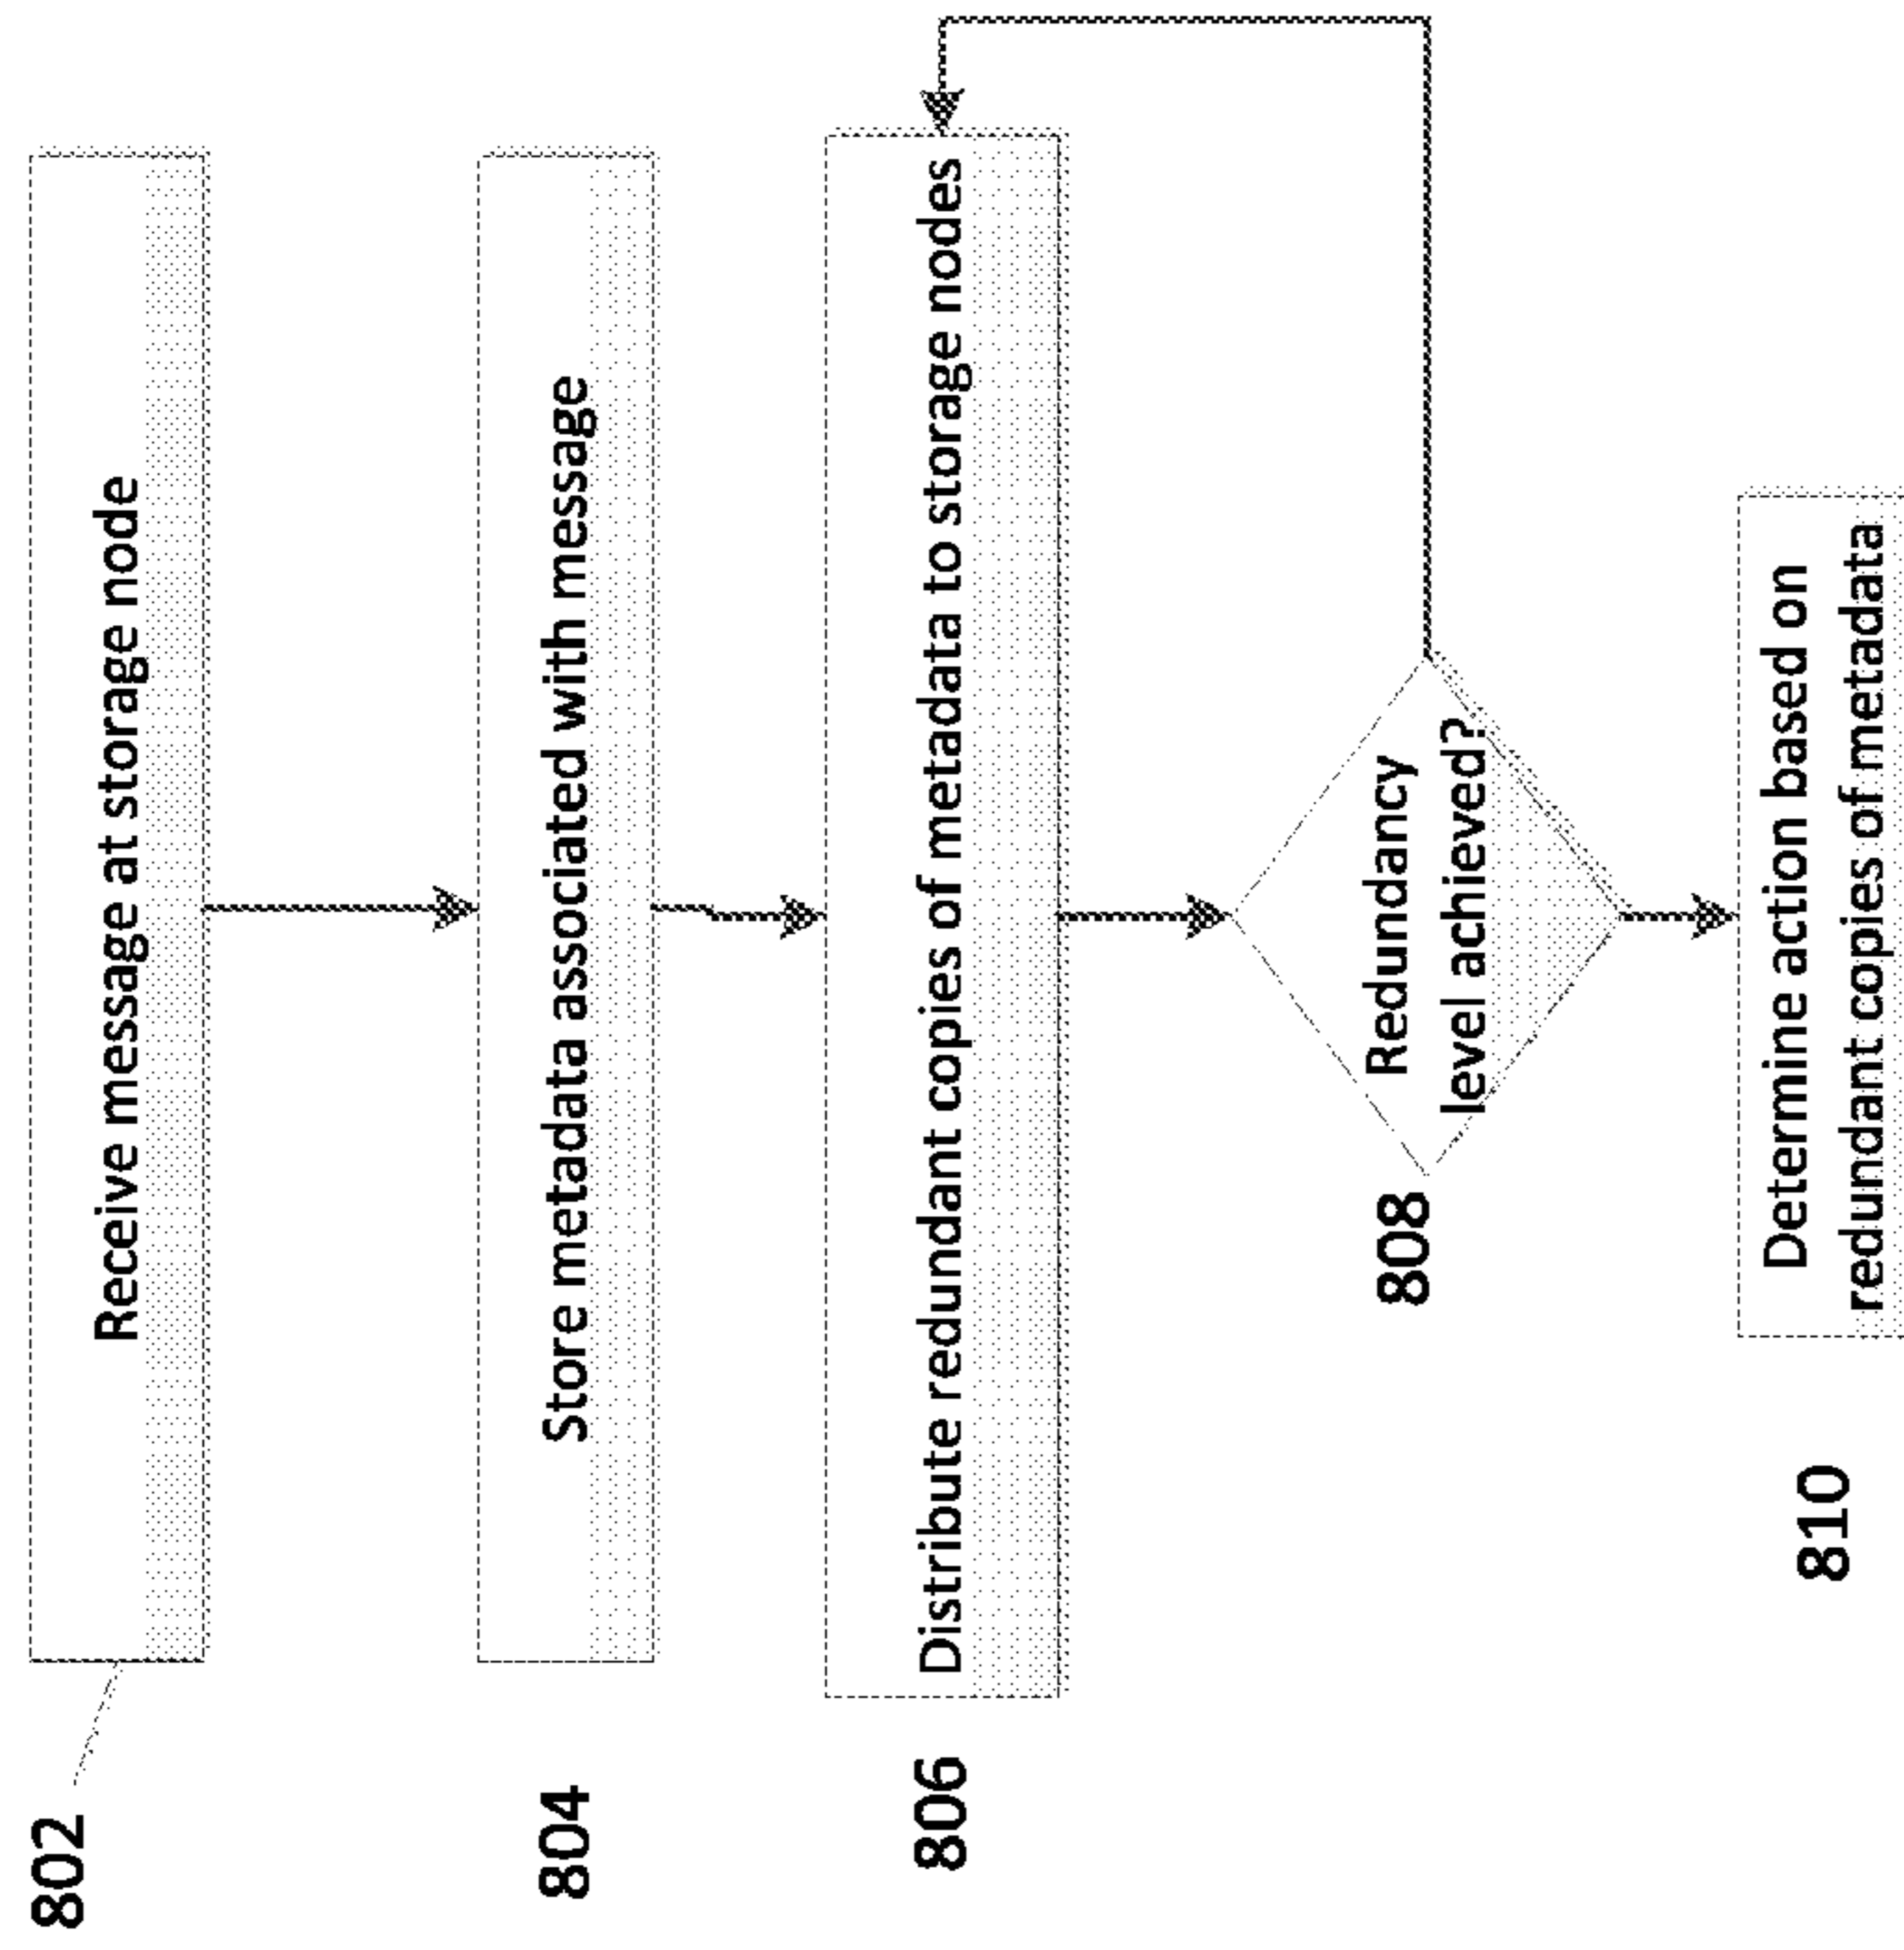 802
Receive message at storage node
804
Store metadata associated with message
806
Distribute redundant copies of metadata to storage nodes
808
Redundancy
level achieved?
810
Determine action based on
redundant copies of metadata